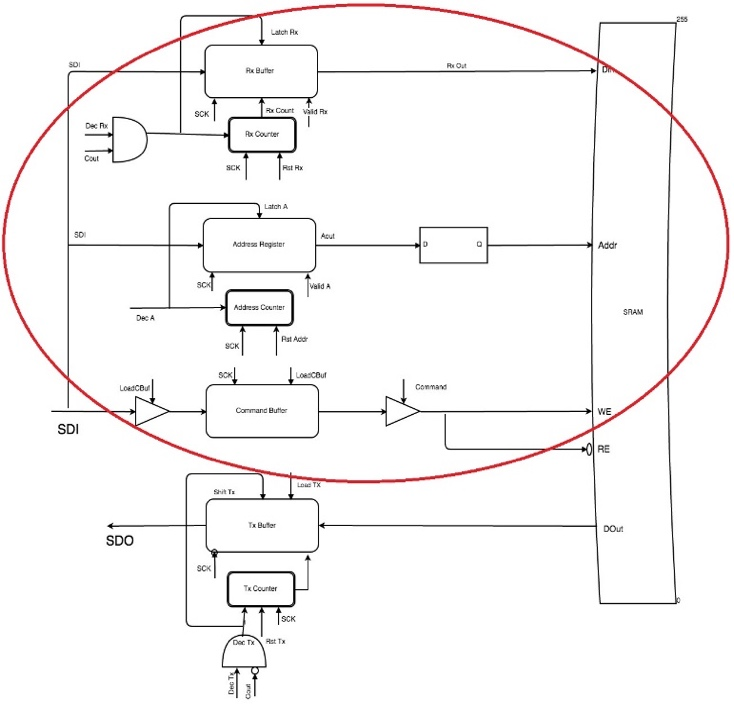 255
Latch Rx
SDI
Rx Buffer
Rx Out
Din
SCK
Rx Count
Valid Rx
Dec Rx
Rx Counter
Cout
SCK
Rst Rx
Latch A
SDI
Address Register
Aout
D
Q
Addr
SCK
Valid A
Address Counter
Dec A
SRAM
SCK
Rst Addr
SCK
LoadCBuf
LoadCBuf
Command
Command Buffer
WE
SDI
RE
Shift Tx
Load TX
Tx Buffer
DOut
SDO
SCK
Tx Counter
0
SCK
Dec Tx
Rst Tx
Dec Tx
Cout